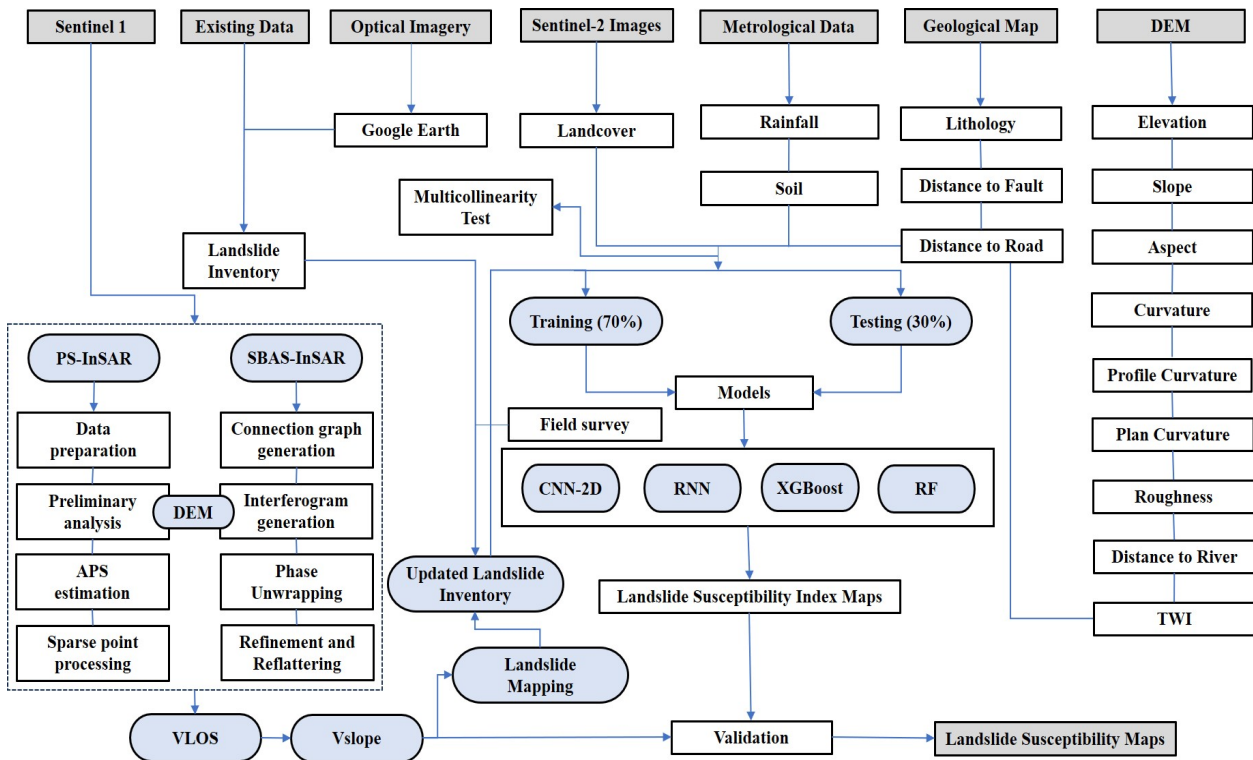 Sentinel 1
Existing Data
Optical Imagery
Sentinel-2 Images
Metrological Data
Geological Map
DEM
Google Earth
Landcover
Rainfall
Lithology
Elevation
Multicollinearity
Test
Soil
Distance to Fault
Slope
Landslide
Inventory
Distance to Road
Aspect
Training (70%)
Testing (30%)
Curvature
PS-InSAR
SBAS-InSAR
Models
Profile Curvature
Data
preparation
Connection graph
generation
Field survey
Plan Curvature
Preliminary
analysis
DEM
Interferogram
generation
CNN-2D
RNN
XGBoost
RF
Roughness
APS
estimation
Phase
Unwrapping
Updated Landslide
Inventory
Landslide Susceptibility Index Maps
Distance to River
Sparse point
processing
Refinement and
Reflattering
Landslide
Mapping
TWI
VLOS
Vslope
Validation
Landslide Susceptibility Maps